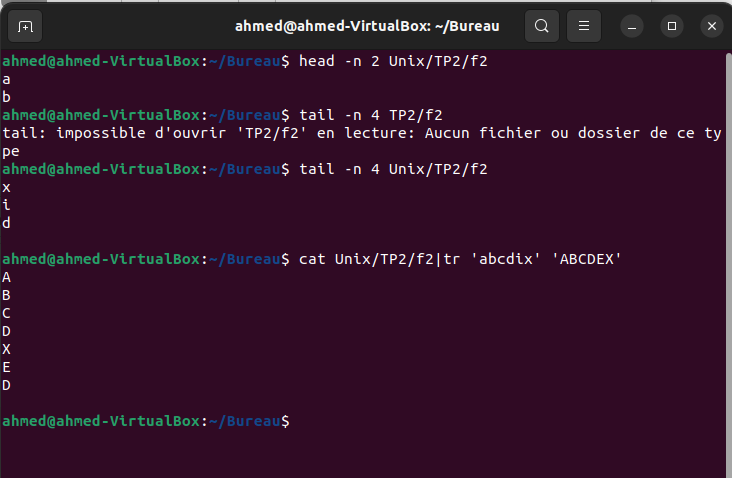 ahmed@ahmed-VirtualBox: ~/Bureau
ahmed@ahmed-VirtualBox:~/Bureau$ head -n 2 Unix/TP2/f2
a
b
ahmed@ahmed-VirtualBox:~/Bureau$ tail -n 4 TP2/f2
tail: impossible d'ouvrir 'TP2/f2' en lecture: Aucun fichier ou dossier de ce ty
pe
ahmed@ahmed-VirtualBox:~/Bureau$ tail -n 4 Unix/TP2/f2
x
i
d
ahmed@ahmed-VirtualBox:~/Bureau$ cat Unix/TP2/f2|tr 'abcdix' 'ABCDEX'
A
B
C
D
X
E
D
ahmed@ahmed-VirtualBox:~/Bureau$